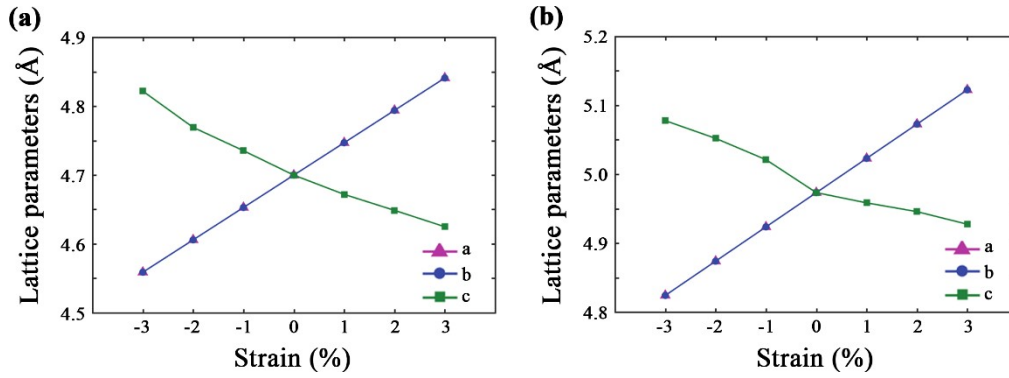 (a)
4.9
4.8
4.7
4.6
4.5
Lattice parameters (Å)
-3 -2 -1 0 1 2 3
Strain (%)
a
b
c
(b)
5.2
5.1
5.0
4.9
4.8
Lattice parameters (Å)
-3 -2 -1 0 1 2 3
Strain (%)
a
b
c